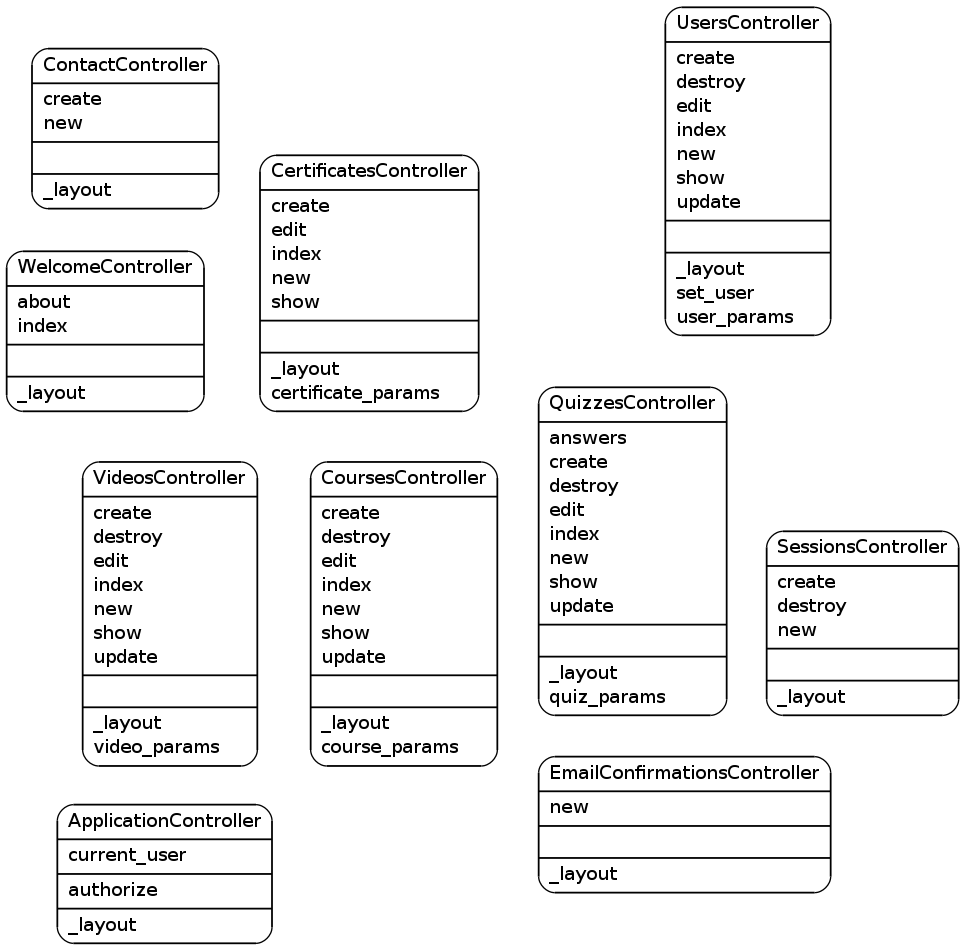 ContactController
create
new
_layout
WelcomeController
about
index
_layout
CertificatesController
create
edit
index
new
show
_layout
certificate_params
UsersController
create
destroy
edit
index
new
show
update
_layout
set_user
user_params
VideosController
create
destroy
edit
index
new
show
update
_layout
video_params
CoursesController
create
destroy
edit
index
new
show
update
_layout
course_params
QuizzesController
answers
create
destroy
edit
index
new
show
update
_layout
quiz_params
SessionsController
create
destroy
new
_layout
ApplicationController
current_user
authorize
_layout
EmailConfirmationsController
new
_layout